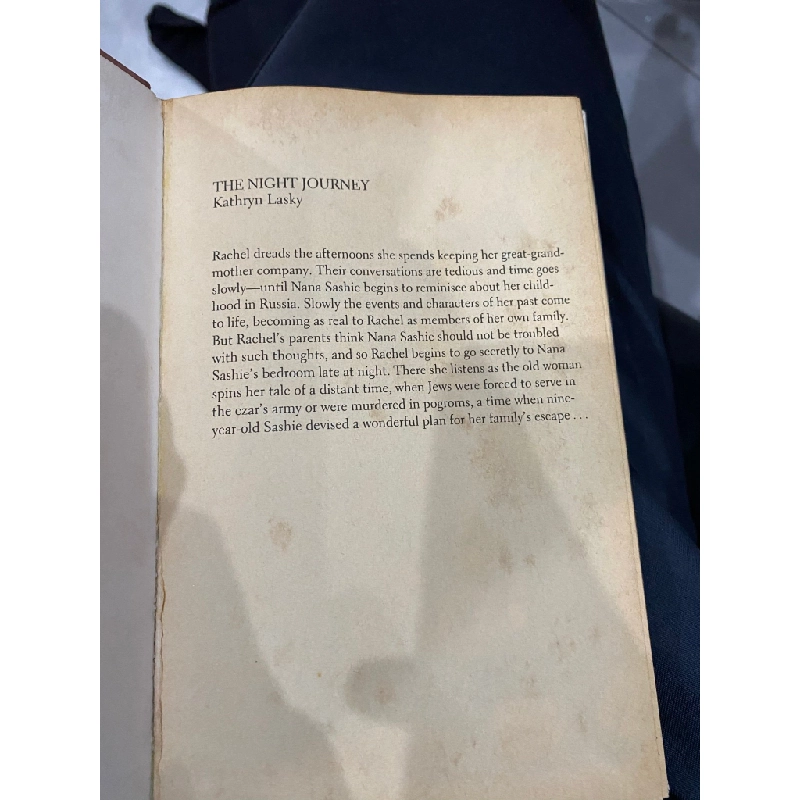 THE NIGHT JOURNEY
Kathryn Lasky
Rachel dreads the afternoons she spends keeping her great-grand-
mother company. Their conversations are tedious and time goes
slowly—until Nana Sashie begins to reminisce about her child-
hood in Russia. Slowly the events and characters of her past come
to life, becoming as real to Rachel as members of her own family.
But Rachel's parents think Nana Sashie should not be troubled
with such thoughts, and so Rachel begins to go secretly to Nana
Sashie's bedroom late at night. There she listens as the old woman
spins her tale of a distant time, when Jews were forced to serve in
the czar's army or were murdered in pogroms, a time when nine-
year-old Sashie devised a wonderful plan for her family's escape . . .